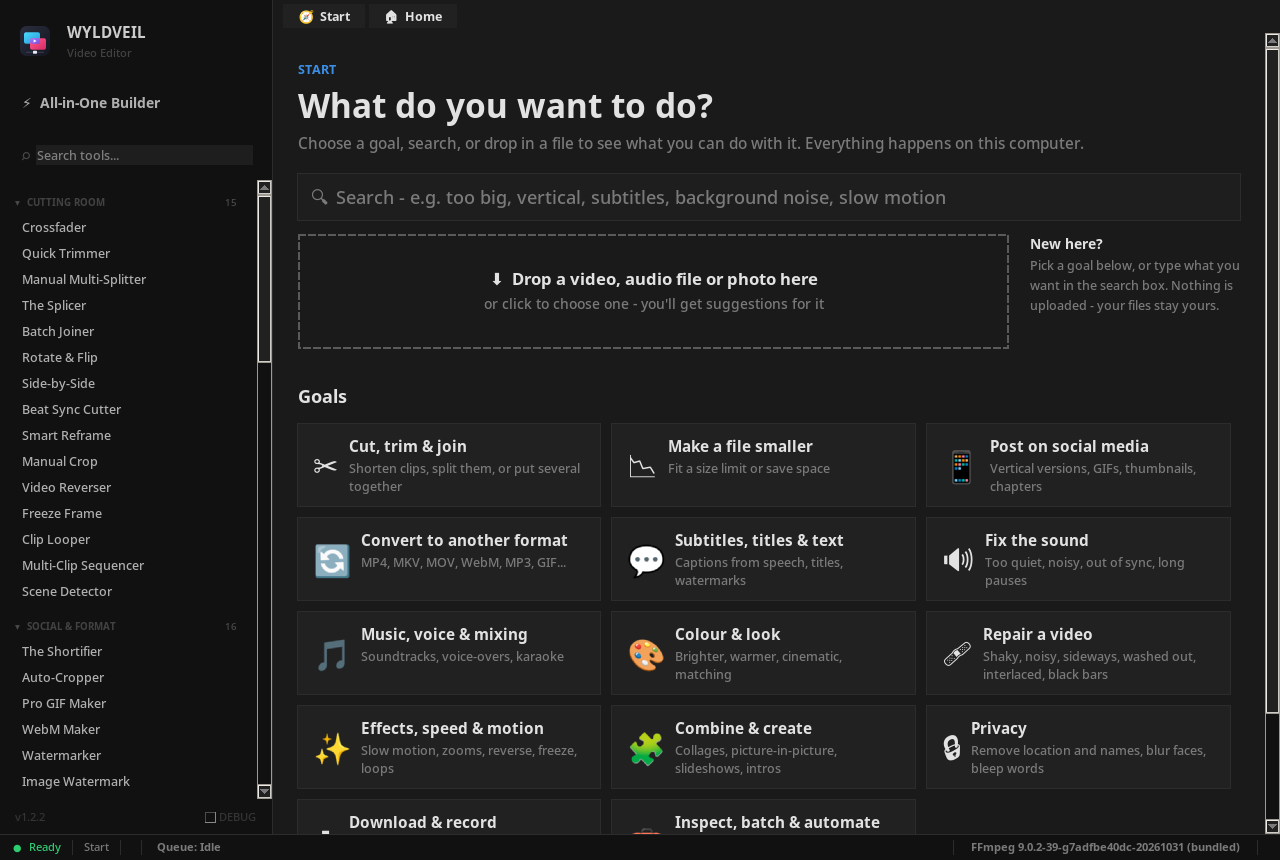 WYLDVEIL
Video Editor
⚡ All-in-One Builder
Search tools...
▾ CUTTING ROOM 15
Crossfader
Quick Trimmer
Manual Multi-Splitter
The Splicer
Batch Joiner
Rotate & Flip
Side-by-Side
Beat Sync Cutter
Smart Reframe
Manual Crop
Video Reverser
Freeze Frame
Clip Looper
Multi-Clip Sequencer
Scene Detector
▾ SOCIAL & FORMAT 16
The Shortifier
Auto-Cropper
Pro GIF Maker
WebM Maker
Watermarker
Image Watermark
v1.2.2 DEBUG
Start Home
START
What do you want to do?
Choose a goal, search, or drop in a file to see what you can do with it. Everything happens on this computer.
Search - e.g. too big, vertical, subtitles, background noise, slow motion
⬇ Drop a video, audio file or photo here
or click to choose one - you'll get suggestions for it
New here?
Pick a goal below, or type what you
want in the search box. Nothing is
uploaded - your files stay yours.
Goals
Cut, trim & join
Shorten clips, split them, or put several
together
Make a file smaller
Fit a size limit or save space
Post on social media
Vertical versions, GIFs, thumbnails,
chapters
Convert to another format
MP4, MKV, MOV, WebM, MP3, GIF...
Subtitles, titles & text
Captions from speech, titles,
watermarks
Fix the sound
Too quiet, noisy, out of sync, long
pauses
Music, voice & mixing
Soundtracks, voice-overs, karaoke
Colour & look
Brighter, warmer, cinematic,
matching
Repair a video
Shaky, noisy, sideways, washed out,
interlaced, black bars
Effects, speed & motion
Slow motion, zooms, reverse, freeze,
loops
Combine & create
Collages, picture-in-picture,
slideshows, intros
Privacy
Remove location and names, blur faces,
bleep words
Download & record
Inspect, batch & automate
● Ready Start Queue: Idle FFmpeg 9.0.2-39-g7adfbe40dc-20261031 (bundled)